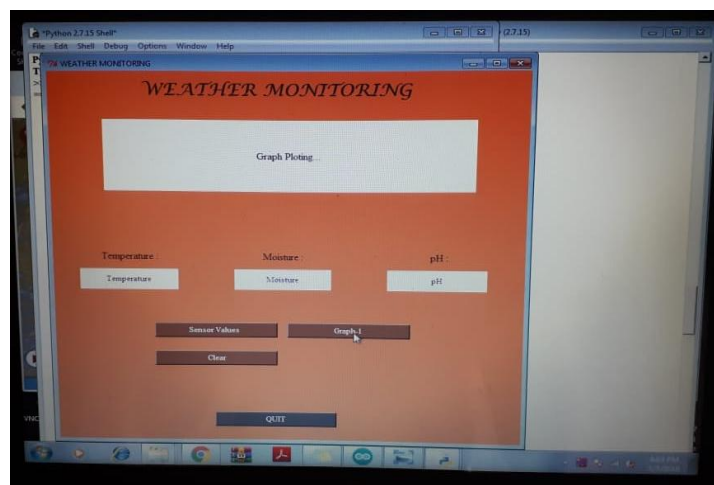 *Python 2.7.15 Shell*
(2.7.15)
File Edit Shell Debug Options Window Help
WEATHER MONITORING
WEATHER MONITORING
Graph Ploting...
Temperature : Moisture : pH :
Temperature Moisture pH
Sensor Values Graph-1
Clear
QUIT
VNC